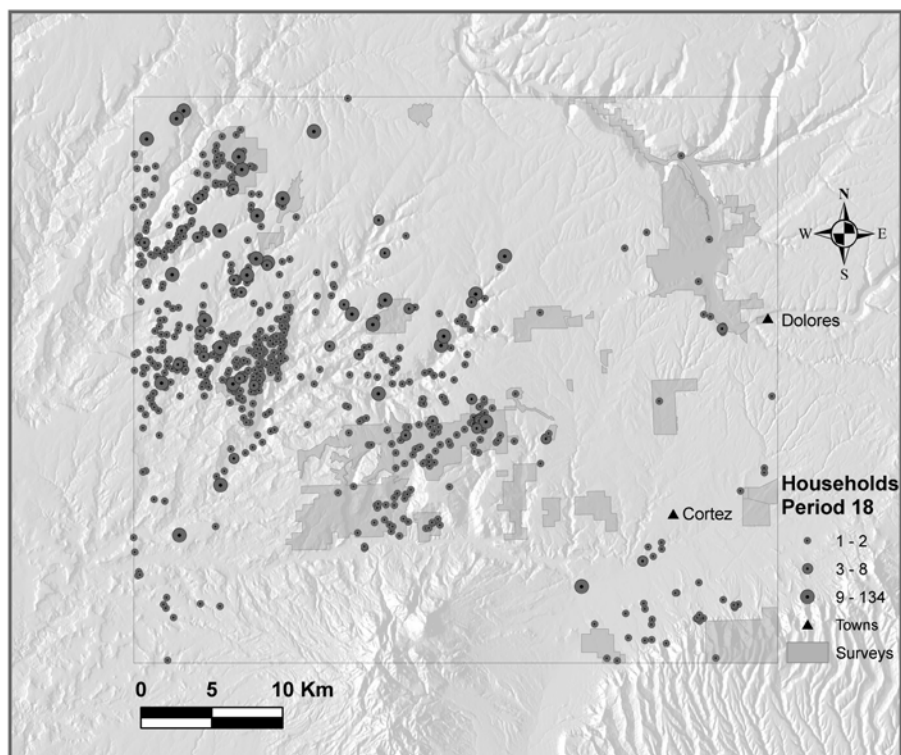 N
W E
S
Dolores
Households
Period 18
Cortez
1 - 2
3 - 8
9 - 134
Towns
Surveys
0 5 10 Km